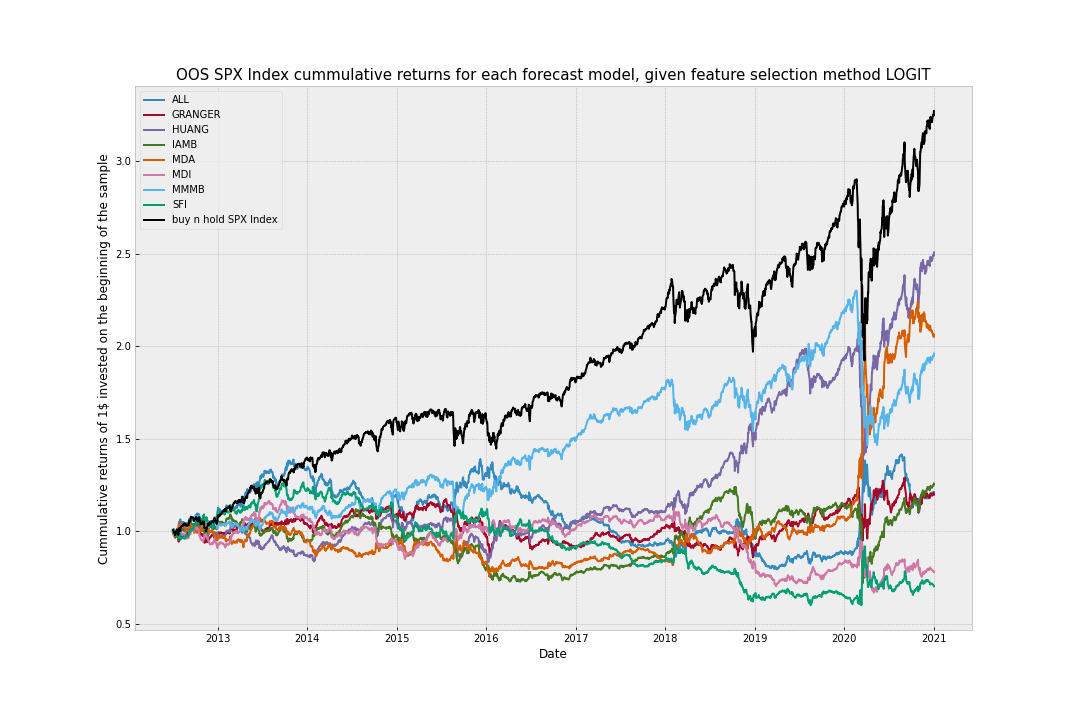 OOS SPX Index cummulative returns for each forecast model, given feature selection method LOGIT
ALL
GRANGER
HUANG
IAMB
MDA
MDI
MMMB
SFI
buy n hold SPX Index
Cummulative returns of 1$ invested on the beginning of the sample
3.0
2.5
2.0
1.5
1.0
0.5
2013 2014 2015 2016 2017 2018 2019 2020 2021
Date